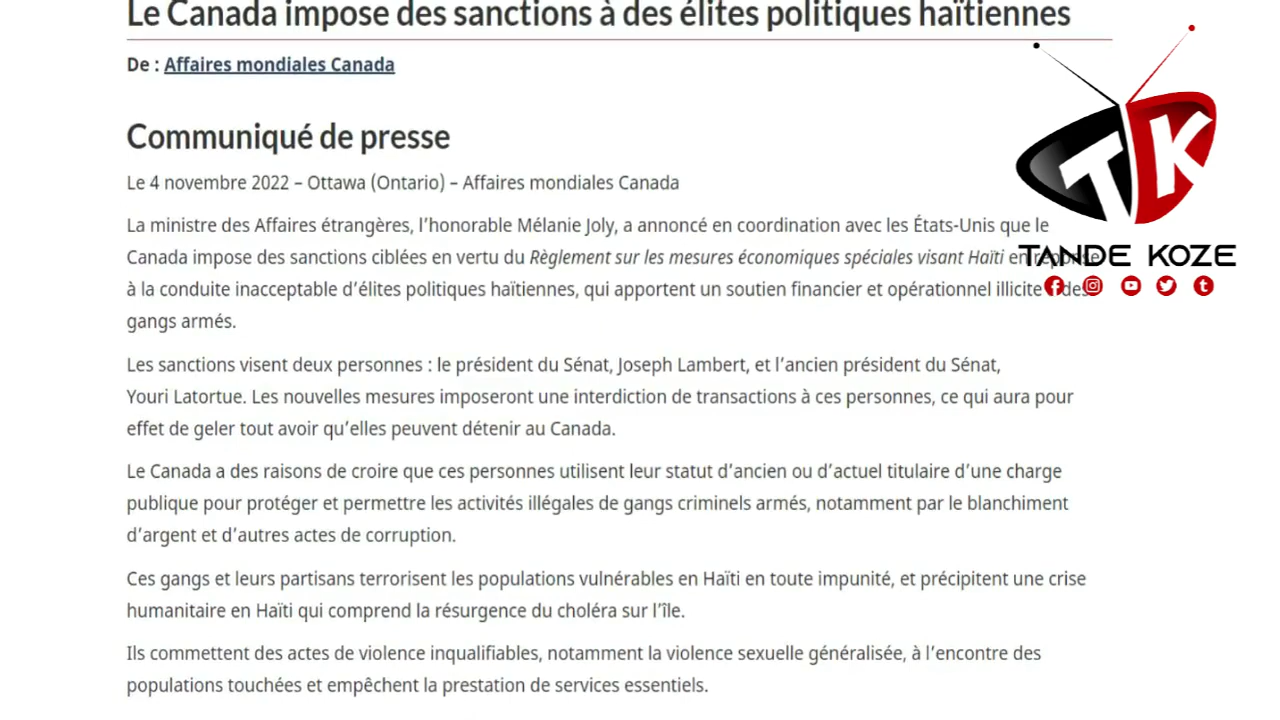 Le Canada impose des sanctions à des élites politiques haïtiennes
De : Affaires mondiales Canada
Communiqué de presse
Le 4 novembre 2022 – Ottawa (Ontario) – Affaires mondiales Canada
La ministre des Affaires étrangères, l’honorable Mélanie Joly, a annoncé en coordination avec les États-Unis que le
Canada impose des sanctions ciblées en vertu du Règlement sur les mesures économiques spéciales visant Haïti en réponse
à la conduite inacceptable d’élites politiques haïtiennes, qui apportent un soutien financier et opérationnel illicite des
gangs armés.
Les sanctions visent deux personnes : le président du Sénat, Joseph Lambert, et l’ancien président du Sénat,
Youri Latortue. Les nouvelles mesures imposeront une interdiction de transactions à ces personnes, ce qui aura pour
effet de geler tout avoir qu’elles peuvent détenir au Canada.
Le Canada a des raisons de croire que ces personnes utilisent leur statut d’ancien ou d’actuel titulaire d’une charge
publique pour protéger et permettre les activités illégales de gangs criminels armés, notamment par le blanchiment
d’argent et d’autres actes de corruption.
Ces gangs et leurs partisans terrorisent les populations vulnérables en Haïti en toute impunité, et précipitent une crise
humanitaire en Haïti qui comprend la résurgence du choléra sur l’île.
Ils commettent des actes de violence inqualifiables, notamment la violence sexuelle généralisée, à l’encontre des
populations touchées et empêchent la prestation de services essentiels.
TK
TANDE KOZE